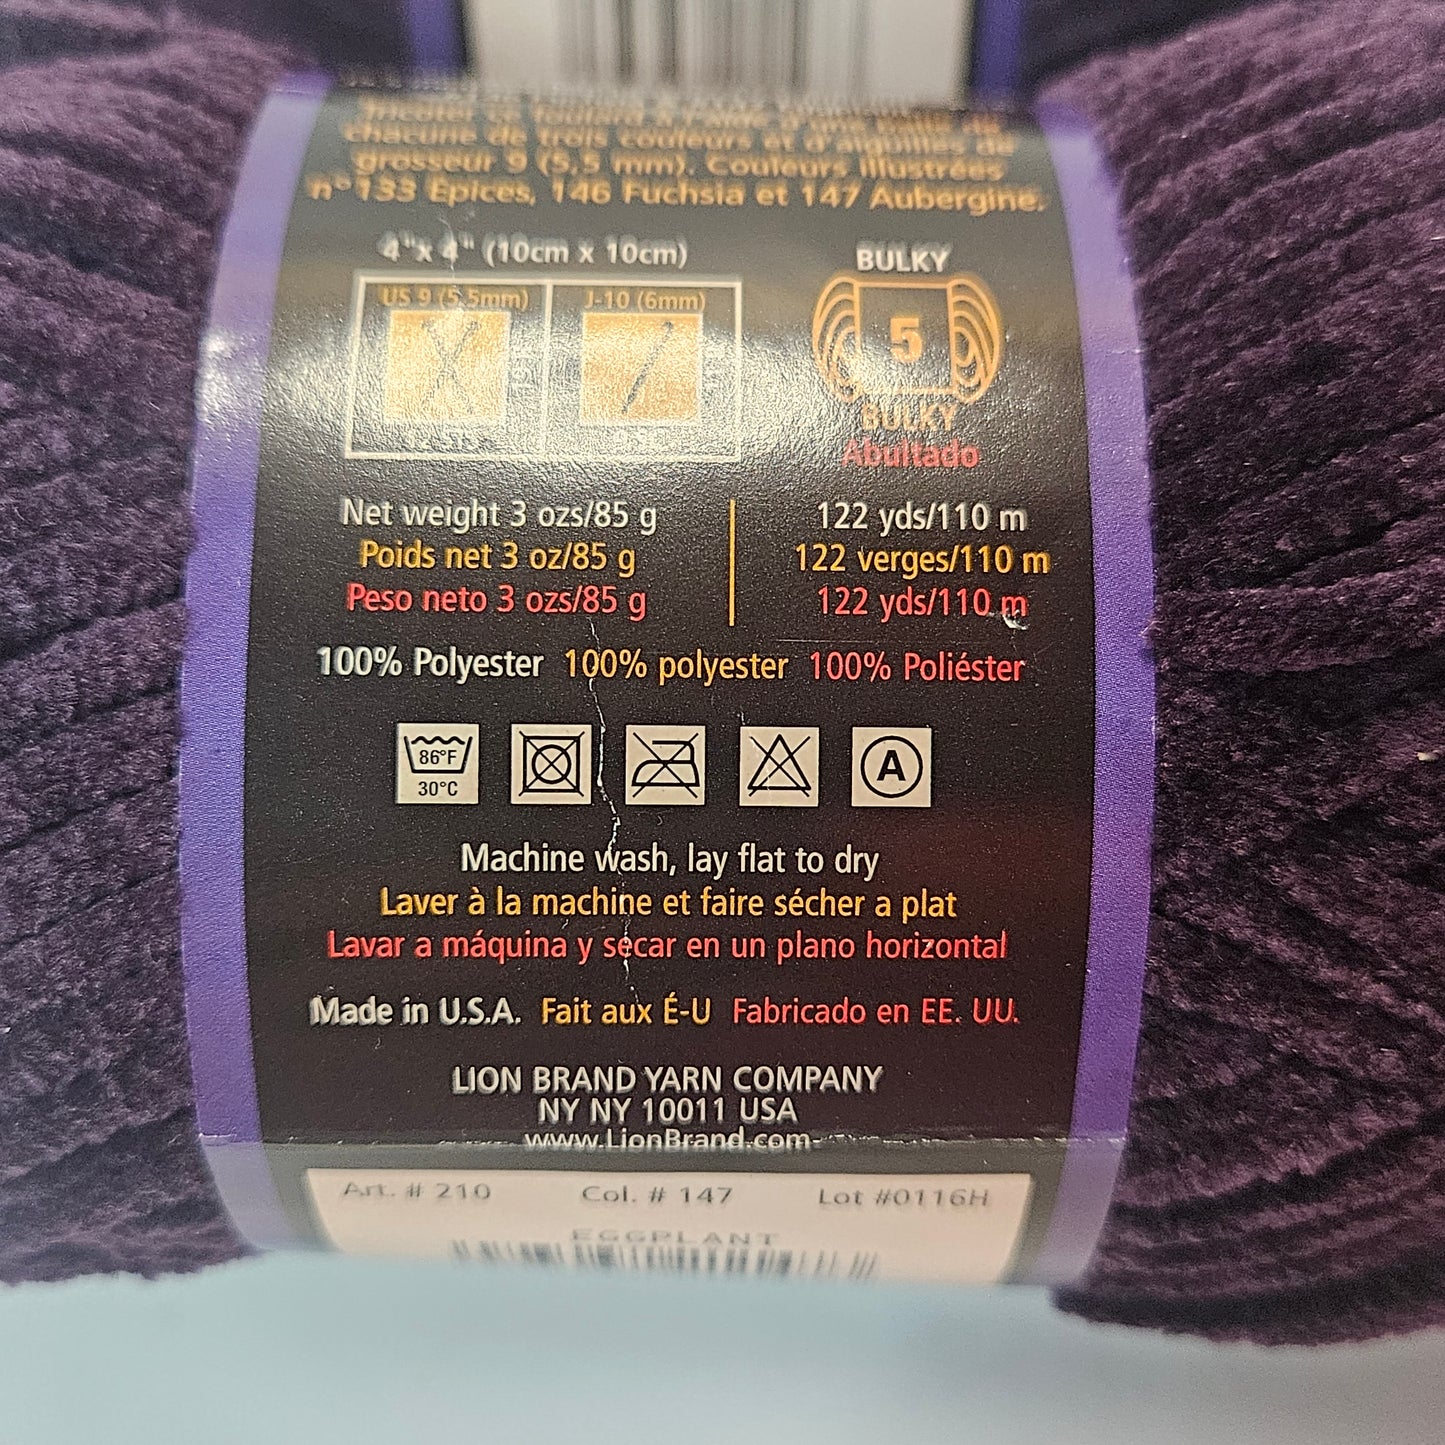 chacune de trois couleurs et d'aiguilles de
grosseur 9 (5,5 mm). Couleurs illustrées
n°133 Épices, 146 Fuchsia et 147 Aubergine.
4"x 4" (10cm x 10cm)
US 9 (5.5mm)
J-10 (6mm)
BULKY
5
BULKY
Abultado
Net weight 3 ozs/85 g
Poids net 3 oz/85 g
Peso neto 3 ozs/85 g
122 yds/110 m
122 verges/110 m
122 yds/110 m
100% Polyester 100% polyester 100% Poliéster
86°F
30°C
A
Machine wash, lay flat to dry
Laver à la machine et faire sécher a plat
Lavar a máquina y secar en un plano horizontal
Made in U.S.A. Fait aux É-U Fabricado en EE. UU.
LION BRAND YARN COMPANY
NY NY 10011 USA
www.LionBrand.com
Art. # 210 Col. # 147 Lot #0116H
EGGPLANT